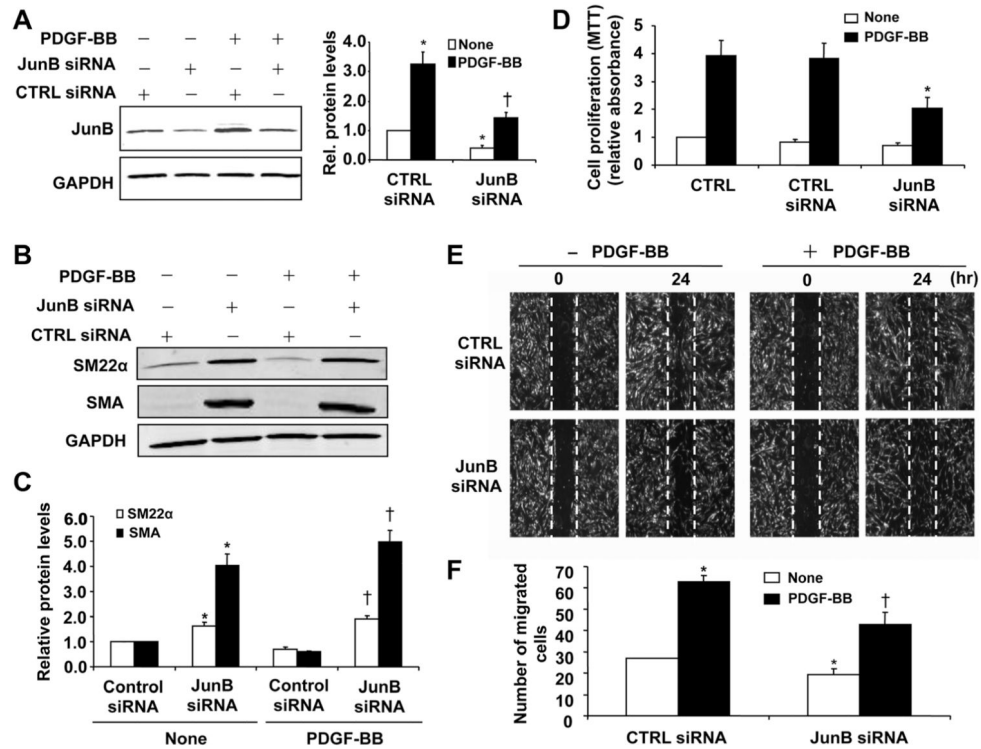 A
PDGF-BB − − + +
JunB siRNA − + − +
CTRL siRNA + − + −
JunB
GAPDH
Rel. protein levels
4.0
3.0
2.0
1.0
0.0
None
PDGF-BB
*
*
†
CTRL siRNA
JunB siRNA
B
PDGF-BB − − + +
JunB siRNA − + − +
CTRL siRNA + − + −
SM22α
SMA
GAPDH
C
Relative protein levels
6.0
5.0
4.0
3.0
2.0
1.0
0.0
SM22α
SMA
*
*
†
†
Control siRNA
JunB siRNA
Control siRNA
JunB siRNA
None
PDGF-BB
D
Cell proliferation (MTT)
(relative absorbance)
5
4
3
2
1
0
None
PDGF-BB
*
CTRL
CTRL siRNA
JunB siRNA
E
− PDGF-BB
+ PDGF-BB
0 24 0 24 (hr)
CTRL siRNA
JunB siRNA
F
Number of migrated
cells
70
60
50
40
30
20
10
0
None
PDGF-BB
*
*
†
CTRL siRNA
JunB siRNA